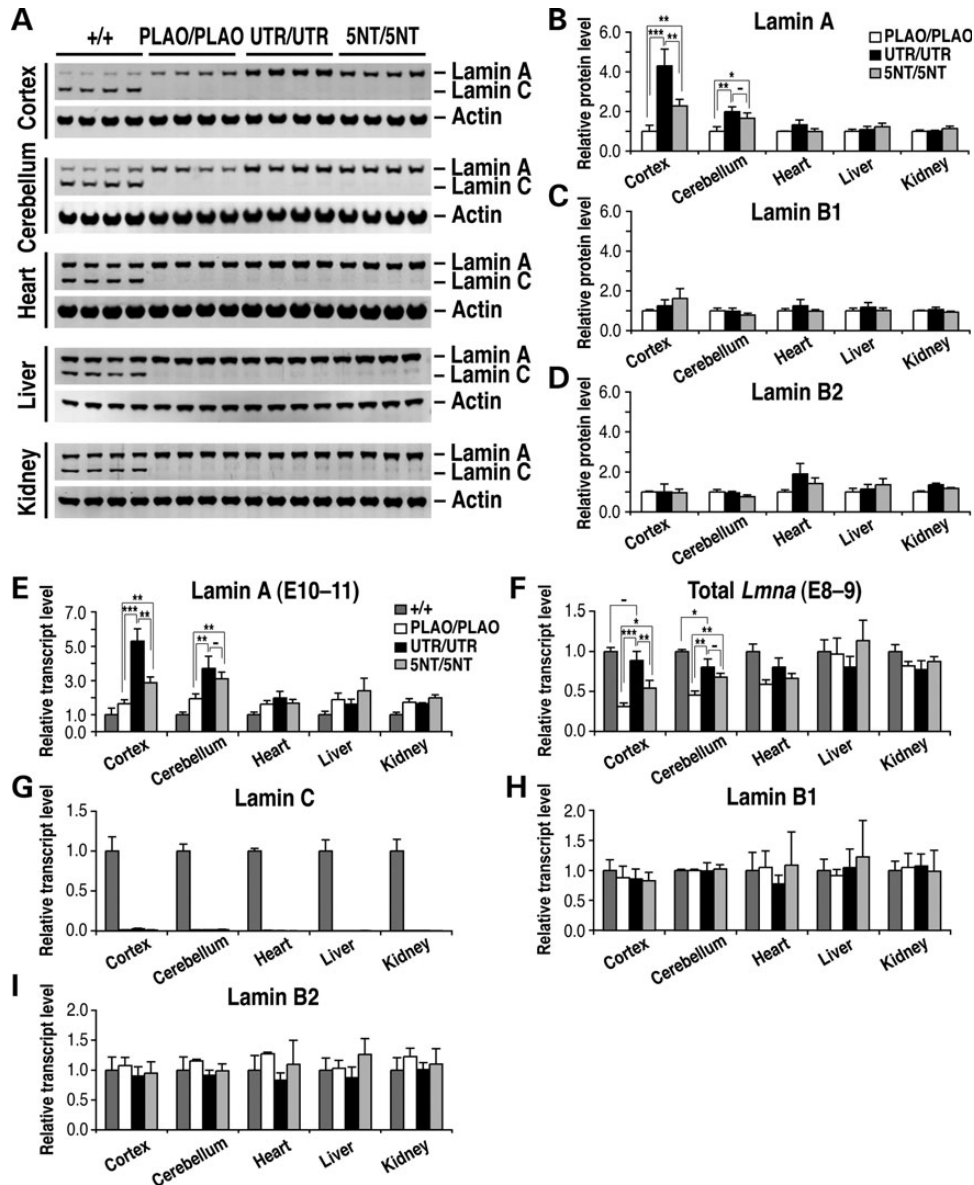 A
+/+ PLAO/PLAO UTR/UTR 5NT/5NT
Cortex
– Lamin A
– Lamin C
– Actin
Cerebellum
– Lamin A
– Lamin C
– Actin
Heart
– Lamin A
– Lamin C
– Actin
Liver
– Lamin A
– Lamin C
– Actin
Kidney
– Lamin A
– Lamin C
– Actin
B
Lamin A
Relative protein level
6.0
4.0
2.0
0.0
** *** **
* ** –
PLAO/PLAO
UTR/UTR
5NT/5NT
Cortex Cerebellum Heart Liver Kidney
C
Lamin B1
Relative protein level
6.0
4.0
2.0
0.0
Cortex Cerebellum Heart Liver Kidney
D
Lamin B2
Relative protein level
6.0
4.0
2.0
0.0
Cortex Cerebellum Heart Liver Kidney
E
Lamin A (E10–11)
Relative transcript level
7.0
5.0
3.0
1.0
** *** **
** ** –
+/+
PLAO/PLAO
UTR/UTR
5NT/5NT
Cortex Cerebellum Heart Liver Kidney
F
Total Lmna (E8–9)
Relative transcript level
1.5
1.0
0.5
0.0
– * *** **
* ** ** –
Cortex Cerebellum Heart Liver Kidney
G
Lamin C
Relative transcript level
1.5
1.0
0.0
Cortex Cerebellum Heart Liver Kidney
H
Lamin B1
Relative transcript level
2.0
1.5
1.0
0.5
0.0
Cortex Cerebellum Heart Liver Kidney
I
Lamin B2
Relative transcript level
2.0
1.5
1.0
0.5
0.0
Cortex Cerebellum Heart Liver Kidney